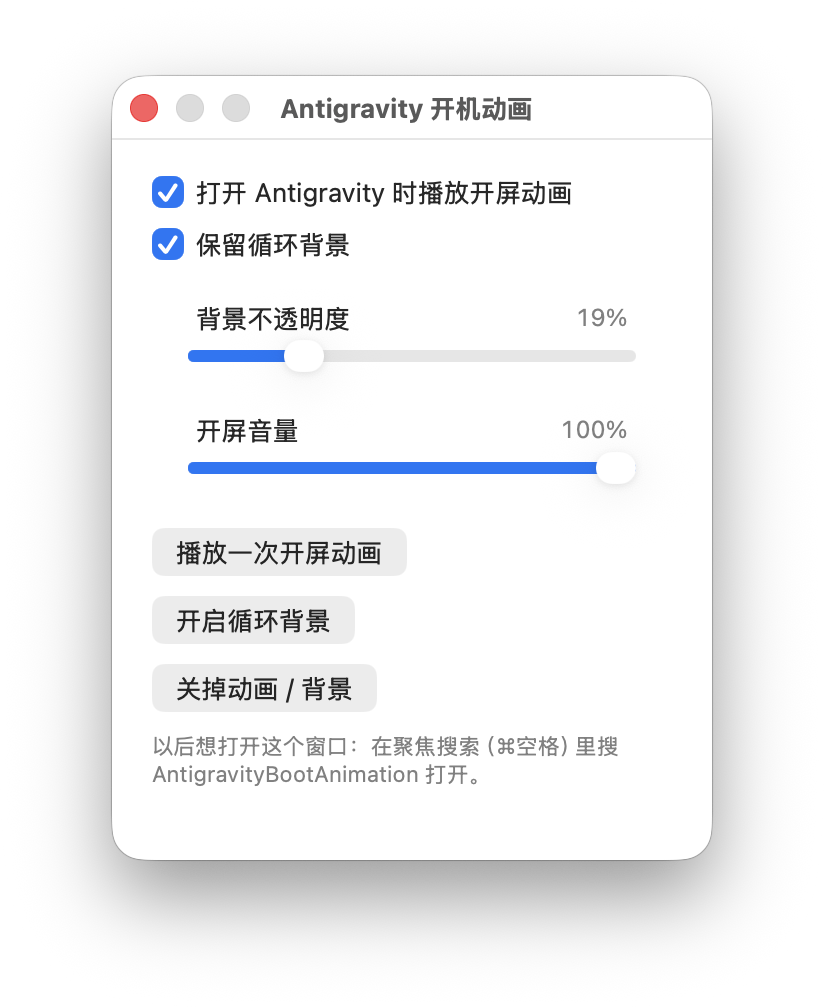 Antigravity 开机动画
打开 Antigravity 时播放开屏动画
保留循环背景
背景不透明度 19%
开屏音量 100%
播放一次开屏动画
开启循环背景
关掉动画 / 背景
以后想打开这个窗口：在聚焦搜索 (⌘空格) 里搜
AntigravityBootAnimation 打开。